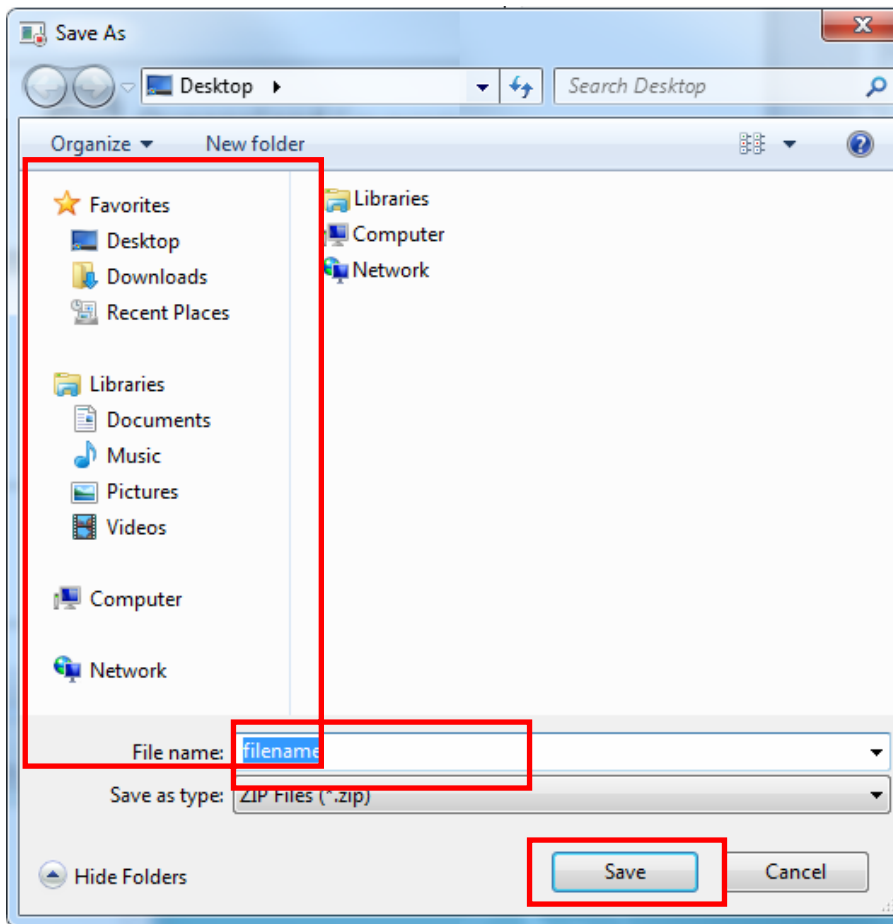 Save As
Desktop
Search Desktop
Organize
New folder
Favorites
Desktop
Downloads
Recent Places
Libraries
Documents
Music
Pictures
Videos
Computer
Network
Libraries
Computer
Network
File name: filename
Save as type: ZIP Files (*.zip)
Hide Folders
Save
Cancel